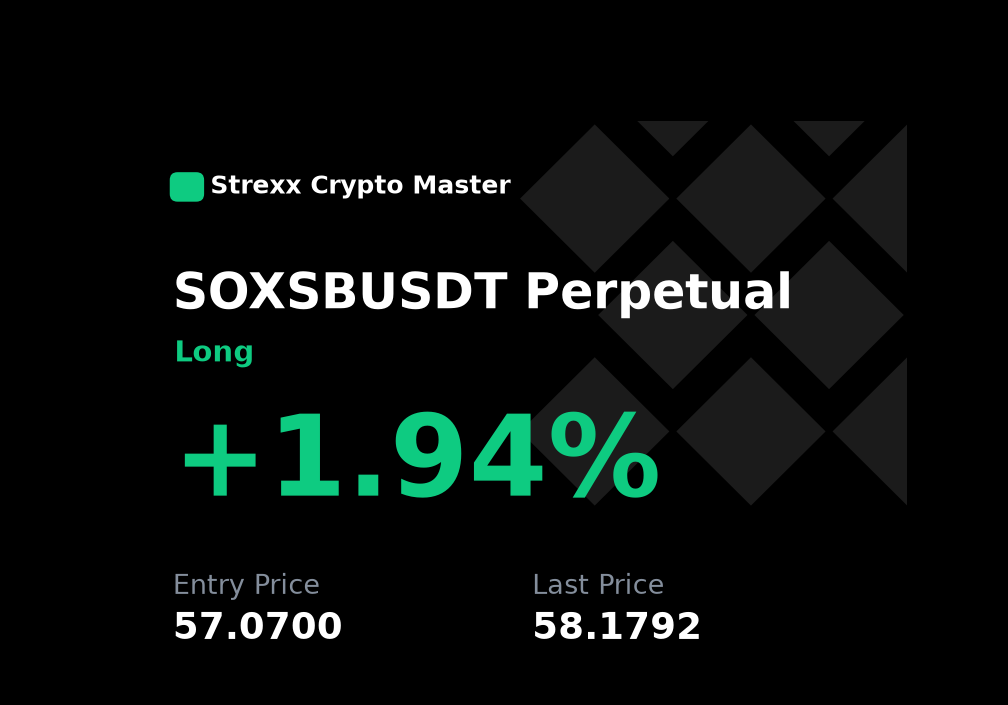 Strexx Crypto Master
SOXSBUSDT Perpetual
Long
+1.94%
Entry Price Last Price
57.0700 58.1792